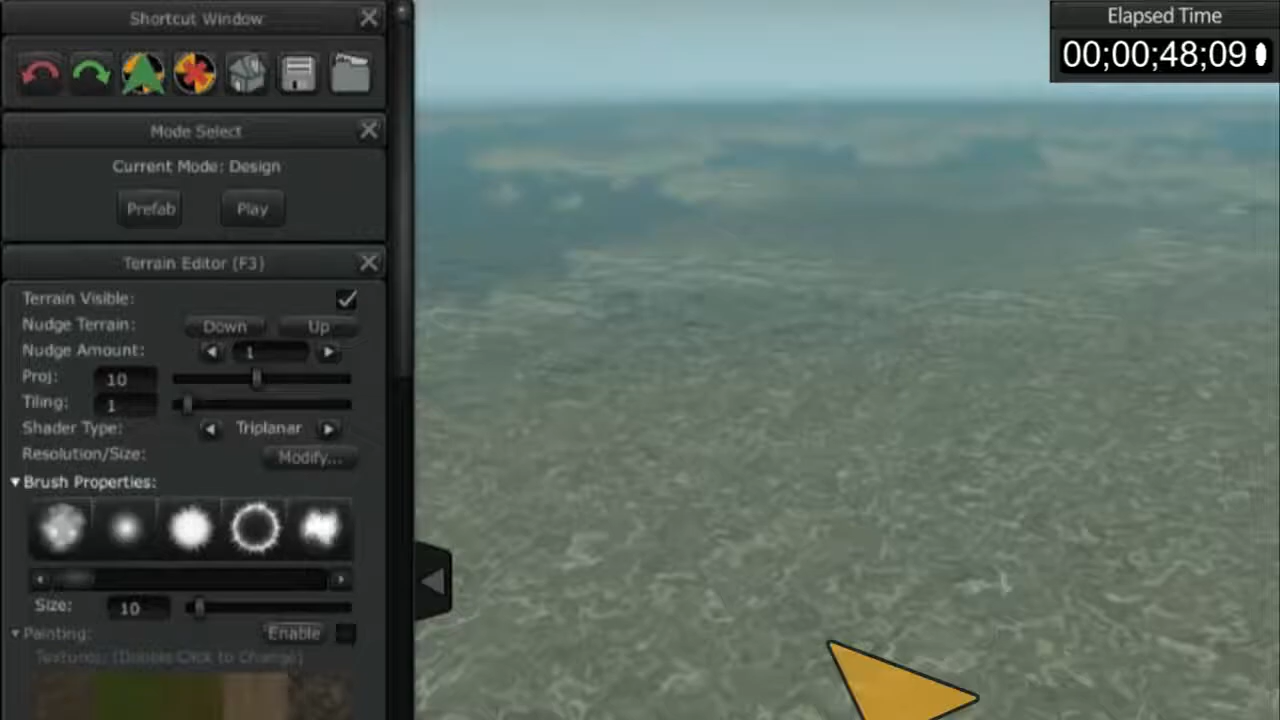 Shortcut Window
Elapsed Time
00;00;48;09
Mode Select
Current Mode: Design
Prefab Play
Terrain Editor (F3)
Terrain Visible:
Nudge Terrain: Down Up
Nudge Amount: 1
Proj: 10
Tiling: 1
Shader Type: Triplanar
Resolution/Size: Modify...
Brush Properties:
Size: 10
Painting: Enable
Textures: (Double Click to Change)